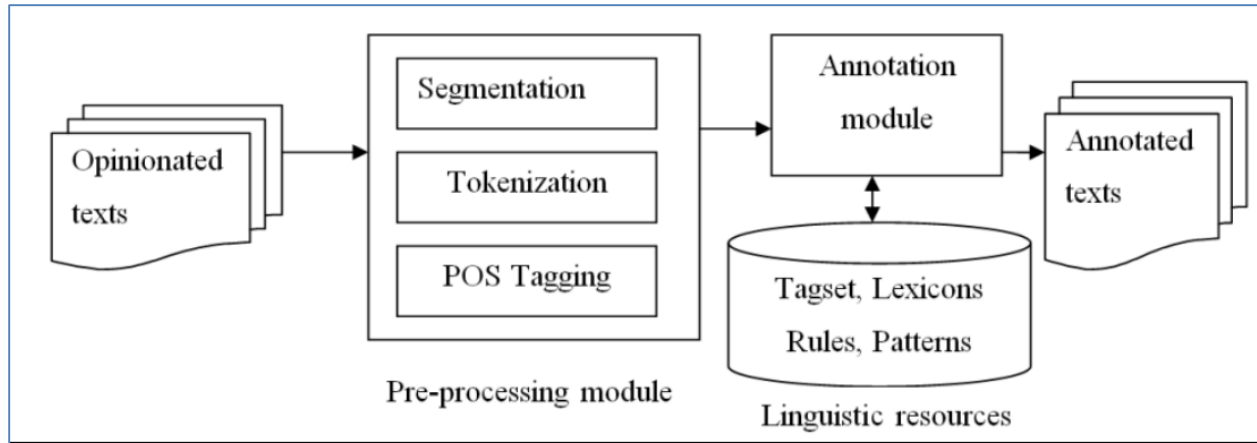 Opinionated
texts
Segmentation
Tokenization
POS Tagging
Pre-processing module
Annotation
module
Tagset, Lexicons
Rules, Patterns
Linguistic resources
Annotated
texts